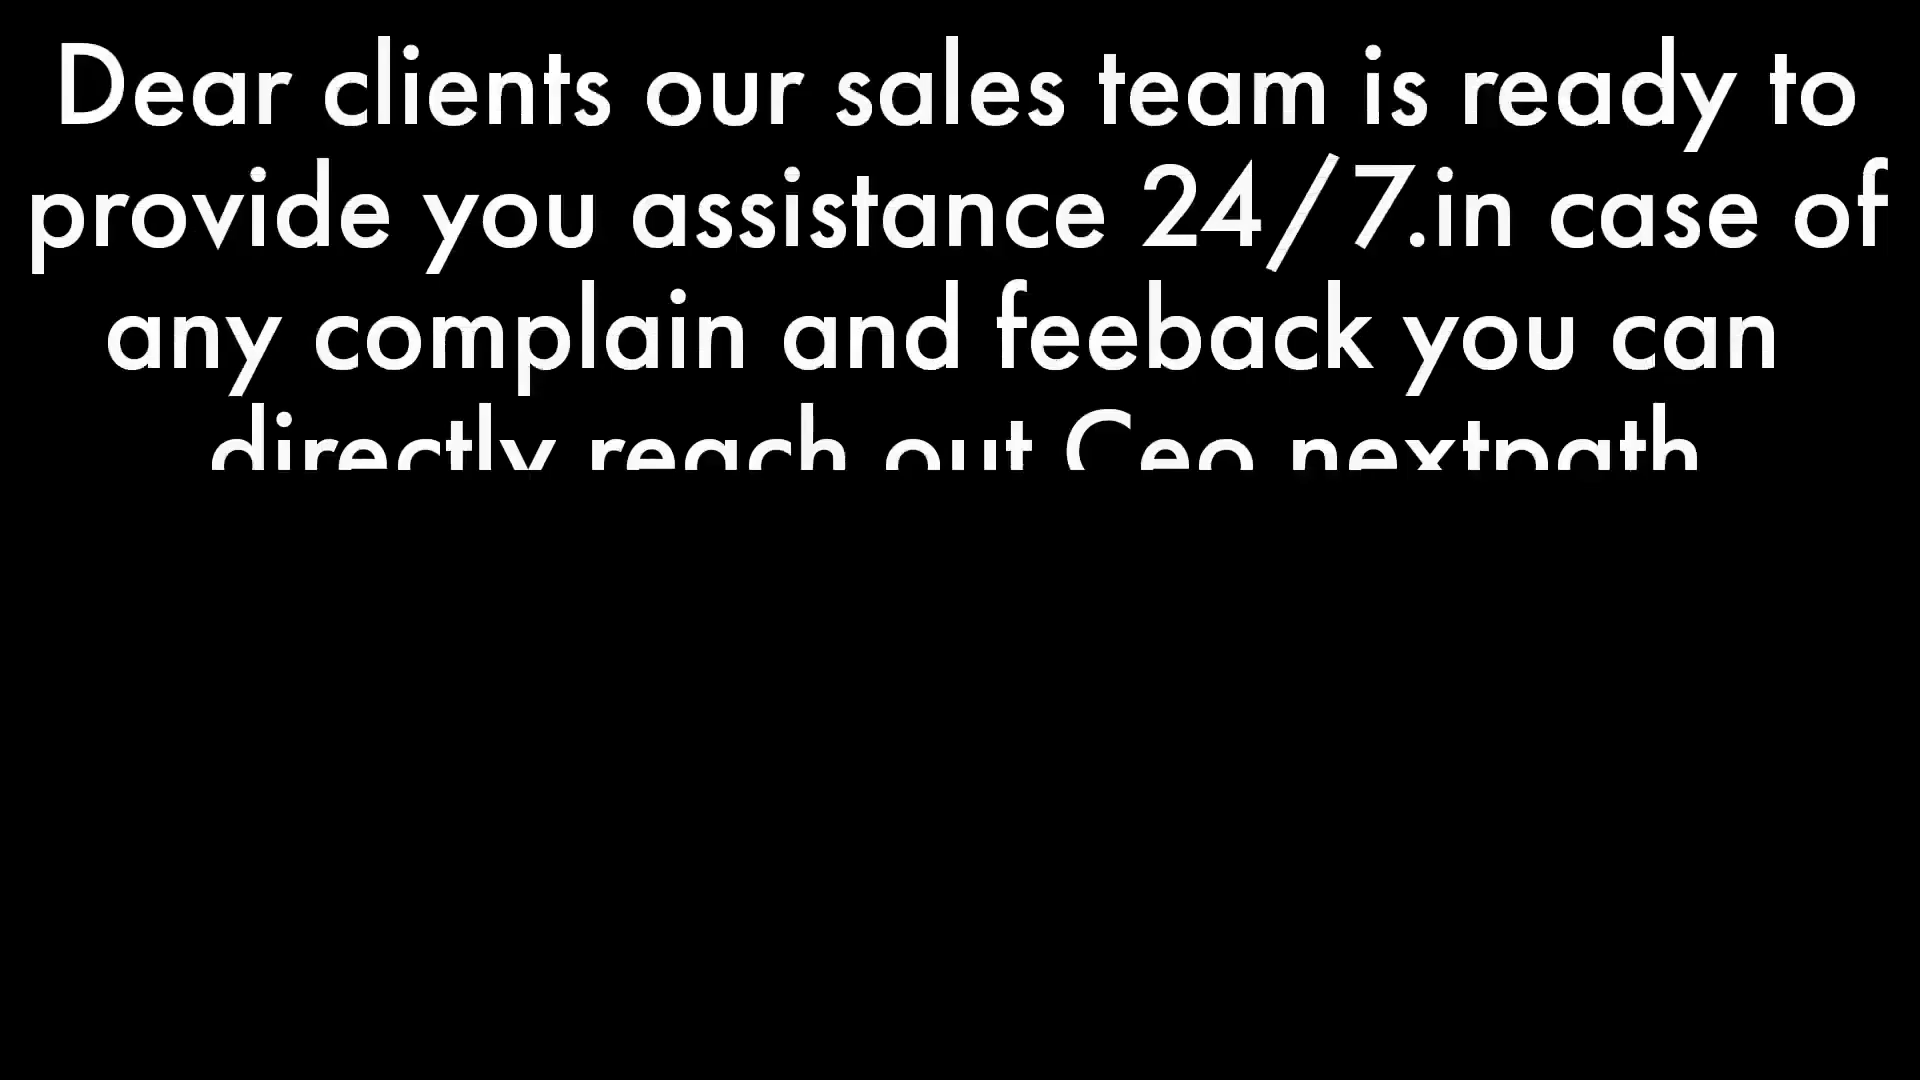 Dear clients our sales team is ready to
provide you assistance 24/7.in case of
any complain and feeback you can
directly reach out Ceo nextpath